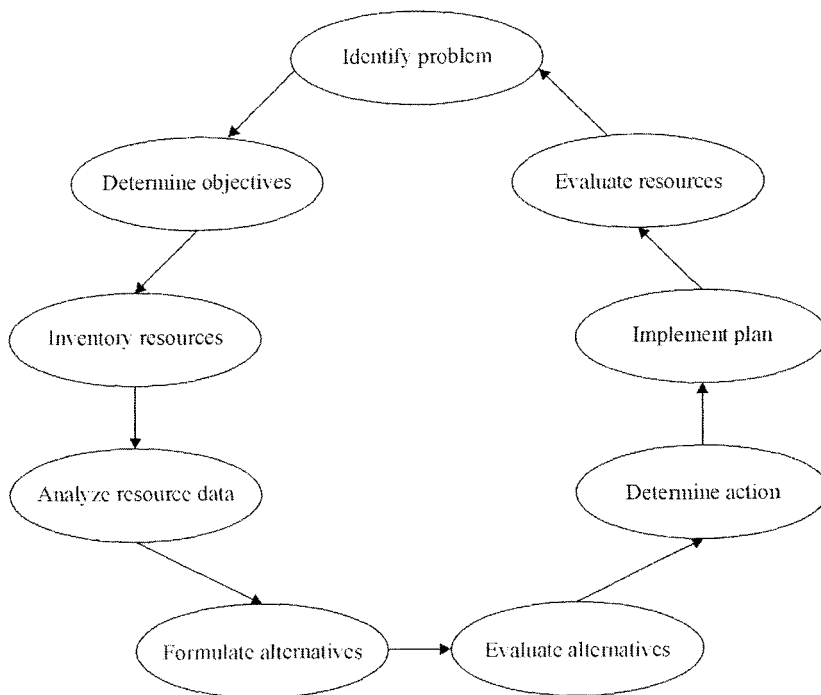 Identify problem
Determine objectives
Inventory resources
Analyze resource data
Formulate alternatives
Evaluate alternatives
Determine action
Implement plan
Evaluate resources